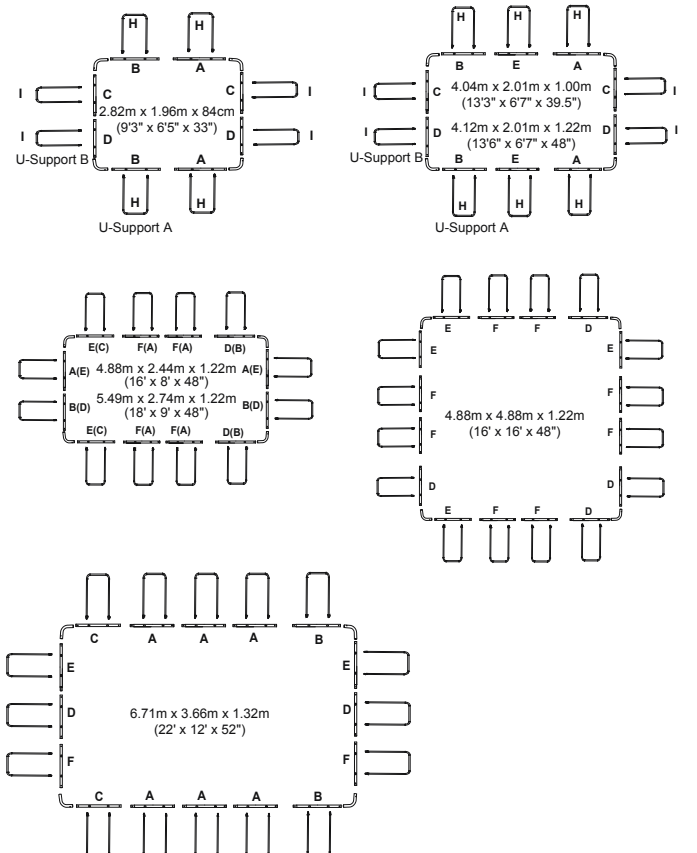 H H
B A
I C C I
2.82m x 1.96m x 84cm
(9'3" x 6'5" x 33")
I D D I
U-Support B
B A
H H
U-Support A
H H H
B E A
I C C I
4.04m x 2.01m x 1.00m
(13'3" x 6'7" x 39.5")
4.12m x 2.01m x 1.22m
(13'6" x 6'7" x 48")
I D D I
U-Support B
B E A
H H H
U-Support A
E(C) F(A) F(A) D(B)
A(E) 4.88m x 2.44m x 1.22m A(E)
(16' x 8' x 48")
B(D) 5.49m x 2.74m x 1.22m B(D)
(18' x 9' x 48")
E(C) F(A) F(A) D(B)
E F F D
E E
F F
4.88m x 4.88m x 1.22m
(16' x 16' x 48")
F F
D D
E F F D
C A A A B
E E
D D
6.71m x 3.66m x 1.32m
(22' x 12' x 52")
F F
C A A A B